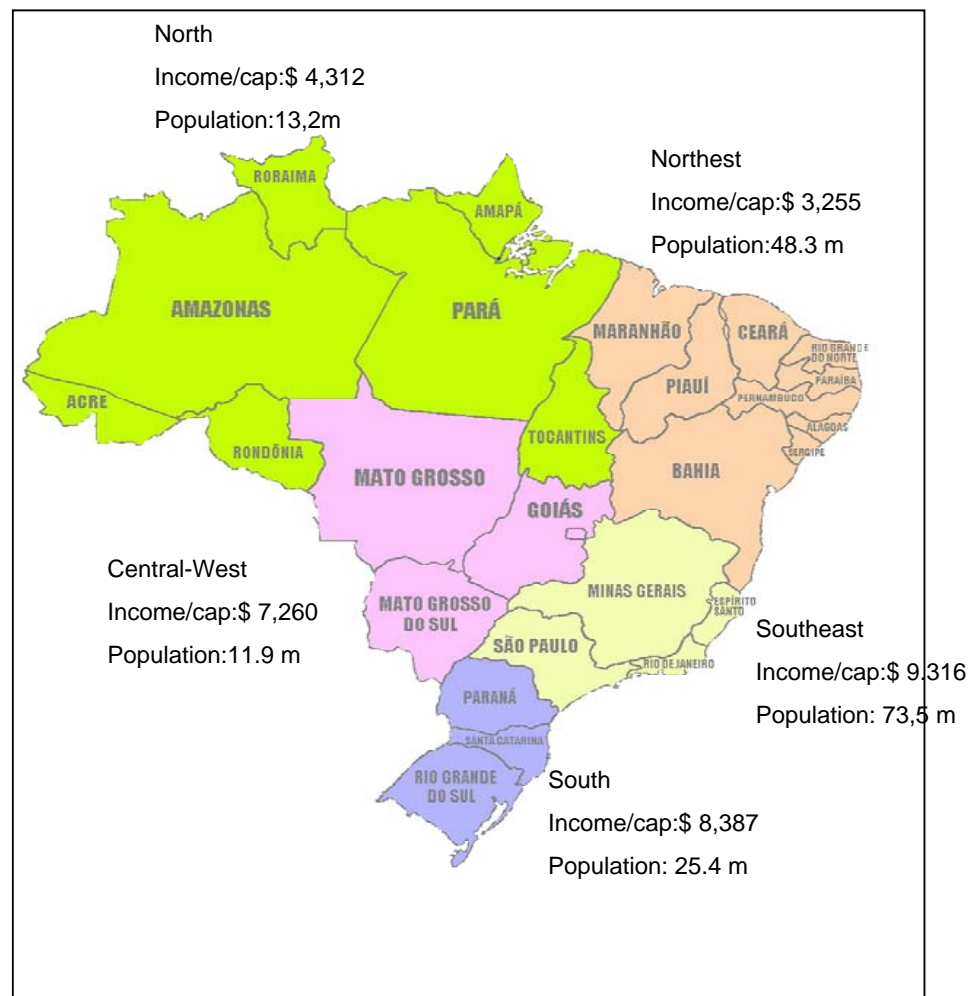 North
Income/cap:$ 4,312
Population:13,2m
Northest
Income/cap:$ 3,255
Population:48.3 m
RORAIMA
AMAPÁ
AMAZONAS
PARÁ
MARANHÃO
CEARÁ
RIO GRANDE
DO NORTE
PARAÍBA
PIAUÍ
PERNAMBUCO
ACRE
ALAGOAS
SERGIPE
TOCANTINS
RONDÔNIA
BAHIA
MATO GROSSO
GOIÁS
Central-West
Income/cap:$ 7,260
Population:11.9 m
MINAS GERAIS
ESPÍRITO
SANTO
MATO GROSSO
DO SUL
SÃO PAULO
RIO DE JANEIRO
Southeast
Income/cap:$ 9.316
Population: 73,5 m
PARANÁ
SANTA CATARINA
RIO GRANDE
DO SUL
South
Income/cap:$ 8,387
Population: 25.4 m